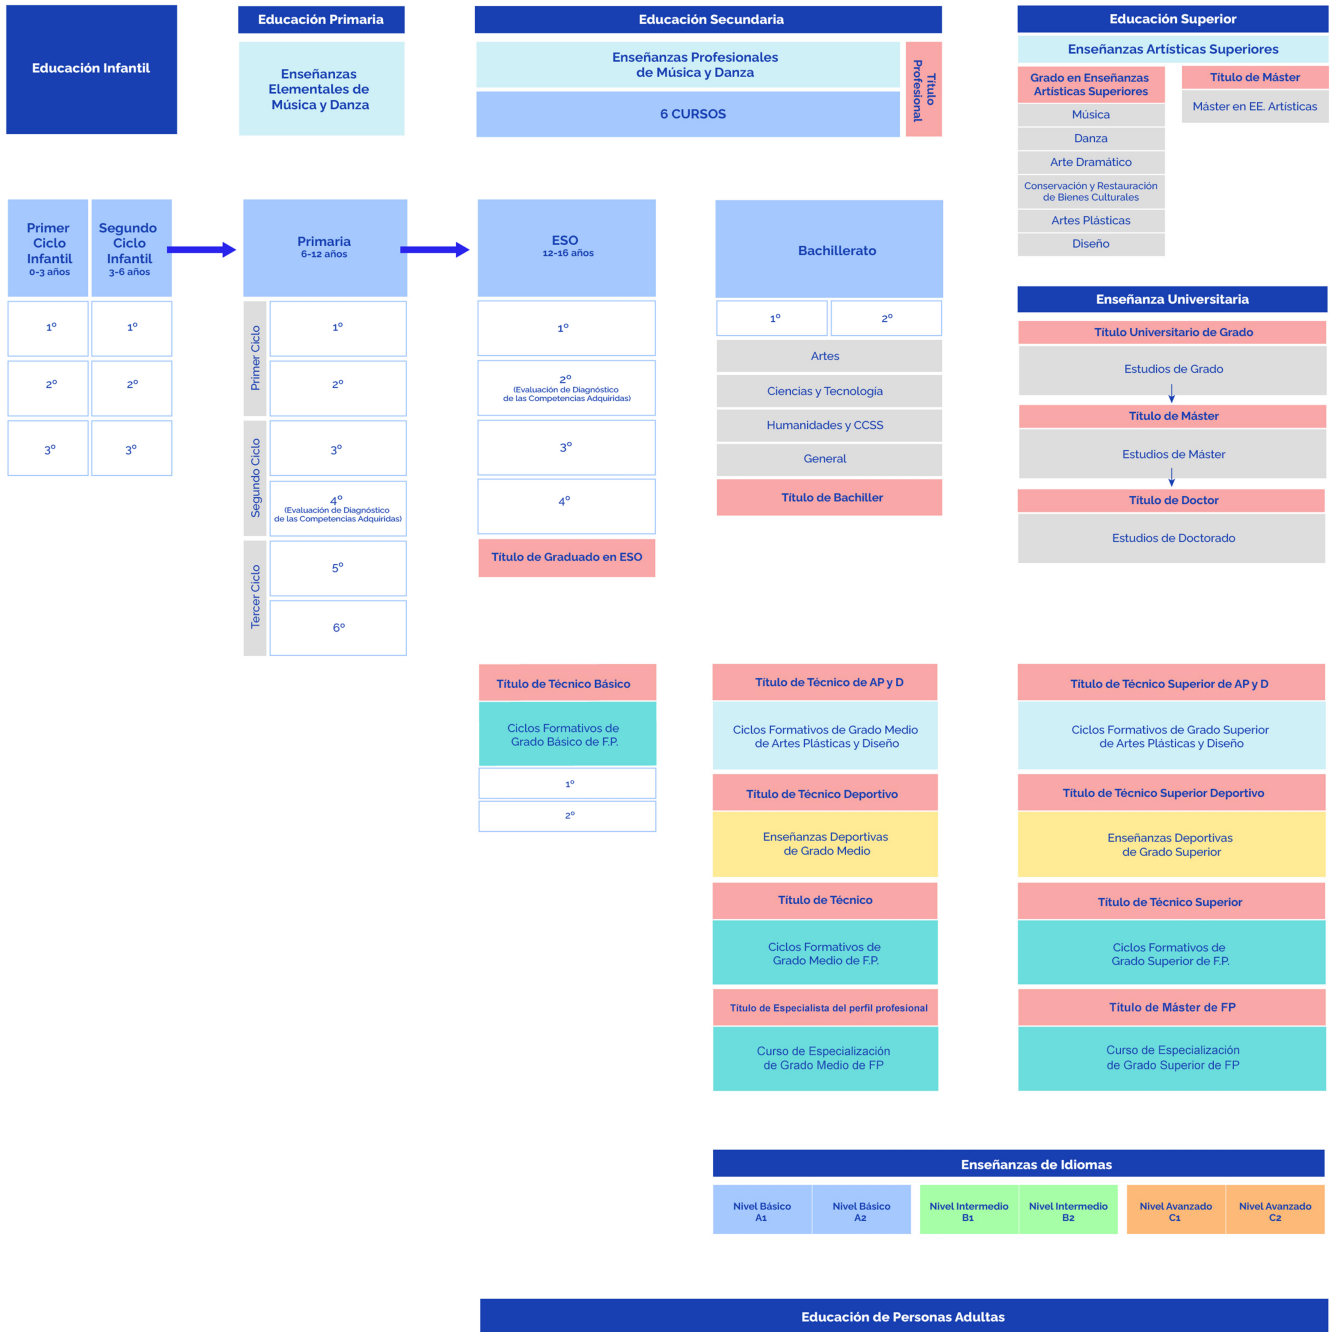 Educación Infantil
Educación Primaria
Enseñanzas
Elementales de
Música y Danza
Educación Secundaria
Enseñanzas Profesionales
de Música y Danza
6 CURSOS
Título
Profesional
Educación Superior
Enseñanzas Artísticas Superiores
Grado en Enseñanzas
Artísticas Superiores
Música
Danza
Arte Dramático
Conservación y Restauración
de Bienes Culturales
Artes Plásticas
Diseño
Título de Máster
Máster en EE. Artísticas
Primer
Ciclo
Infantil
0-3 años
1º
2º
3º
Segundo
Ciclo
Infantil
3-6 años
1º
2º
3º
Primaria
6-12 años
Primer Ciclo
1º
2º
Segundo Ciclo
3º
4º
(Evaluación de Diagnóstico
de las Competencias Adquiridas)
Tercer Ciclo
5º
6º
ESO
12-16 años
1º
2º
(Evaluación de Diagnóstico
de las Competencias Adquiridas)
3º
4º
Título de Graduado en ESO
Bachillerato
1º
2º
Artes
Ciencias y Tecnología
Humanidades y CCSS
General
Título de Bachiller
Enseñanza Universitaria
Título Universitario de Grado
Estudios de Grado
Título de Máster
Estudios de Máster
Título de Doctor
Estudios de Doctorado
Título de Técnico Básico
Ciclos Formativos de
Grado Básico de F.P.
1º
2º
Título de Técnico de AP y D
Ciclos Formativos de Grado Medio
de Artes Plásticas y Diseño
Título de Técnico Deportivo
Enseñanzas Deportivas
de Grado Medio
Título de Técnico
Ciclos Formativos de
Grado Medio de F.P.
Título de Especialista del perfil profesional
Curso de Especialización
de Grado Medio de FP
Título de Técnico Superior de AP y D
Ciclos Formativos de Grado Superior
de Artes Plásticas y Diseño
Título de Técnico Superior Deportivo
Enseñanzas Deportivas
de Grado Superior
Título de Técnico Superior
Ciclos Formativos de
Grado Superior de F.P.
Título de Máster de FP
Curso de Especialización
de Grado Superior de FP
Enseñanzas de Idiomas
Nivel Básico
A1
Nivel Básico
A2
Nivel Intermedio
B1
Nivel Intermedio
B2
Nivel Avanzado
C1
Nivel Avanzado
C2
Educación de Personas Adultas